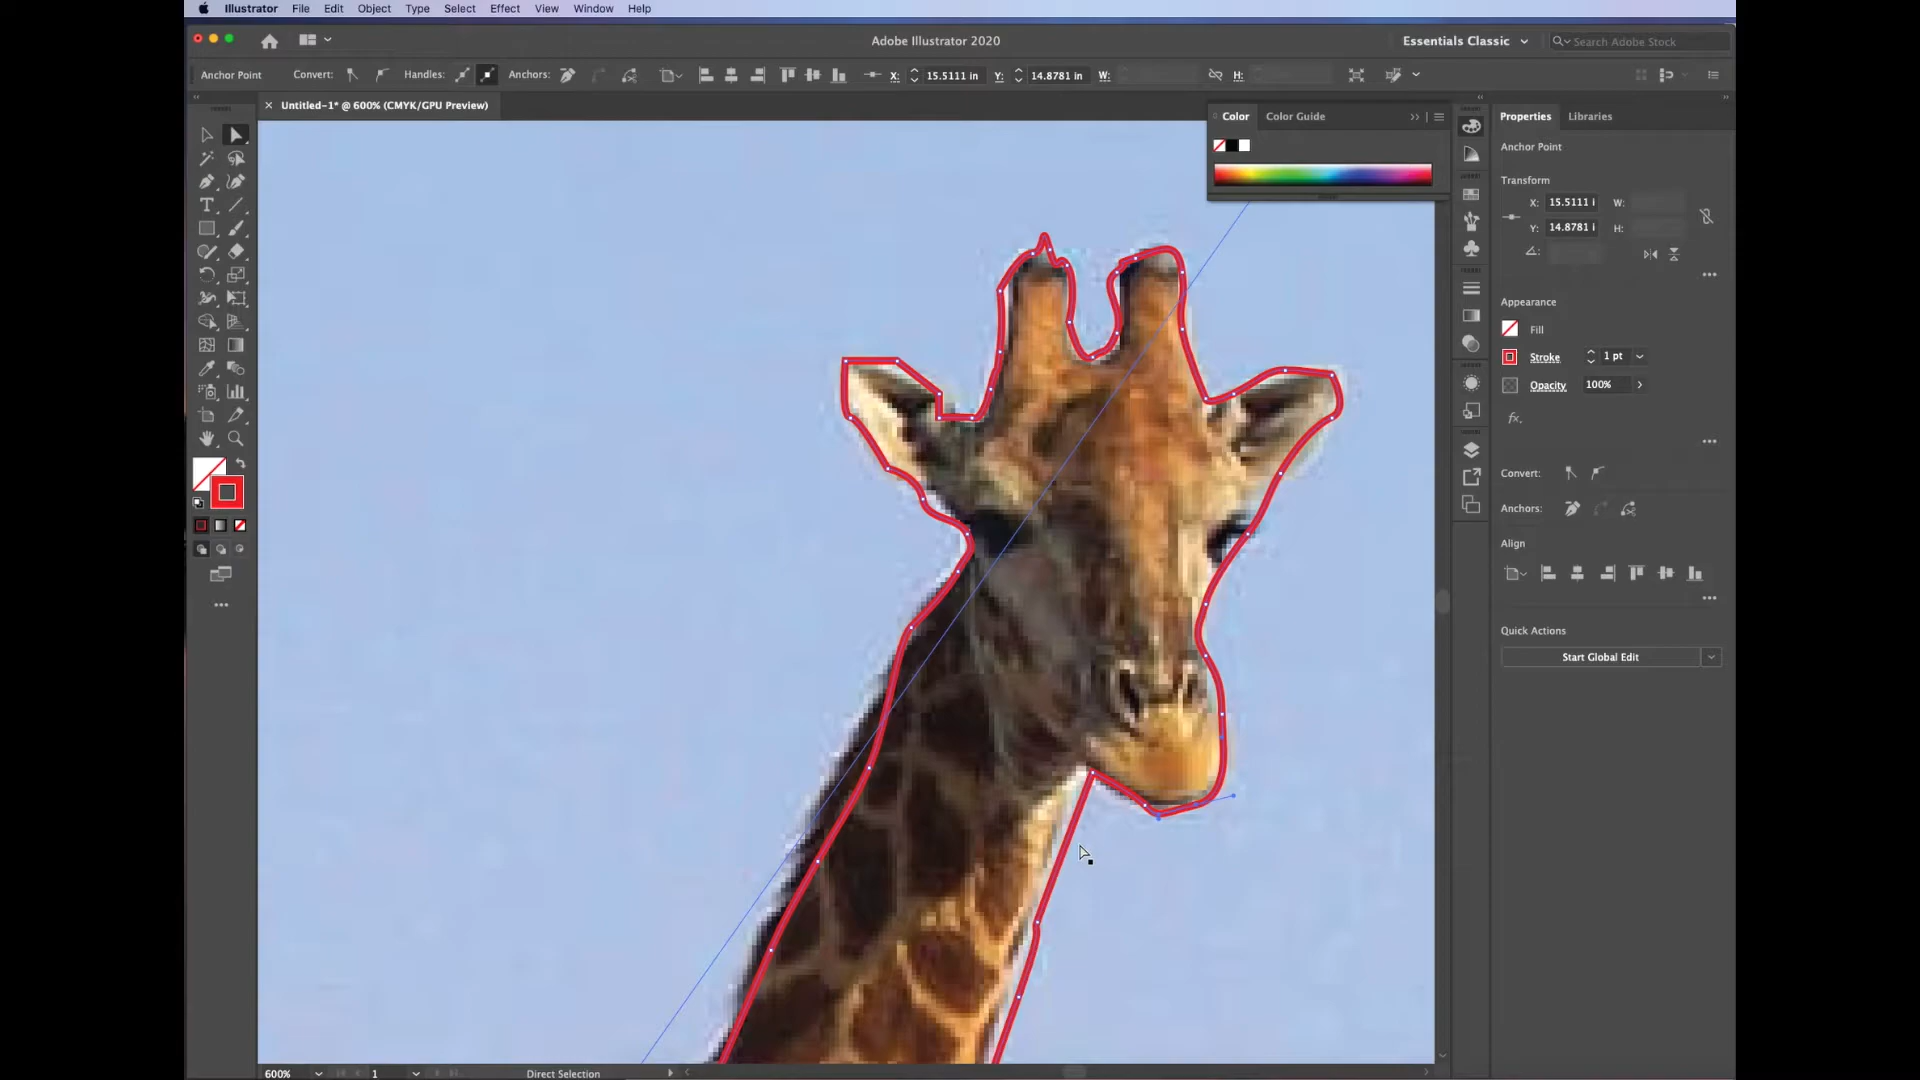 Illustrator File Edit Object Type Select Effect View Window Help
Adobe Illustrator 2020
Essentials Classic
Search Adobe Stock
Anchor Point Convert: Handles: Anchors: X: 15.5111 in Y: 14.8781 in W: H:
× Untitled-1* @ 600% (CMYK/GPU Preview)
Color Color Guide
Properties Libraries
Anchor Point
Transform
X: 15.5111 i W:
Y: 14.8781 i H:
Appearance
Fill
Stroke 1 pt
Opacity 100%
fx.
Convert:
Anchors:
Align
Quick Actions
Start Global Edit
600% 1 Direct Selection